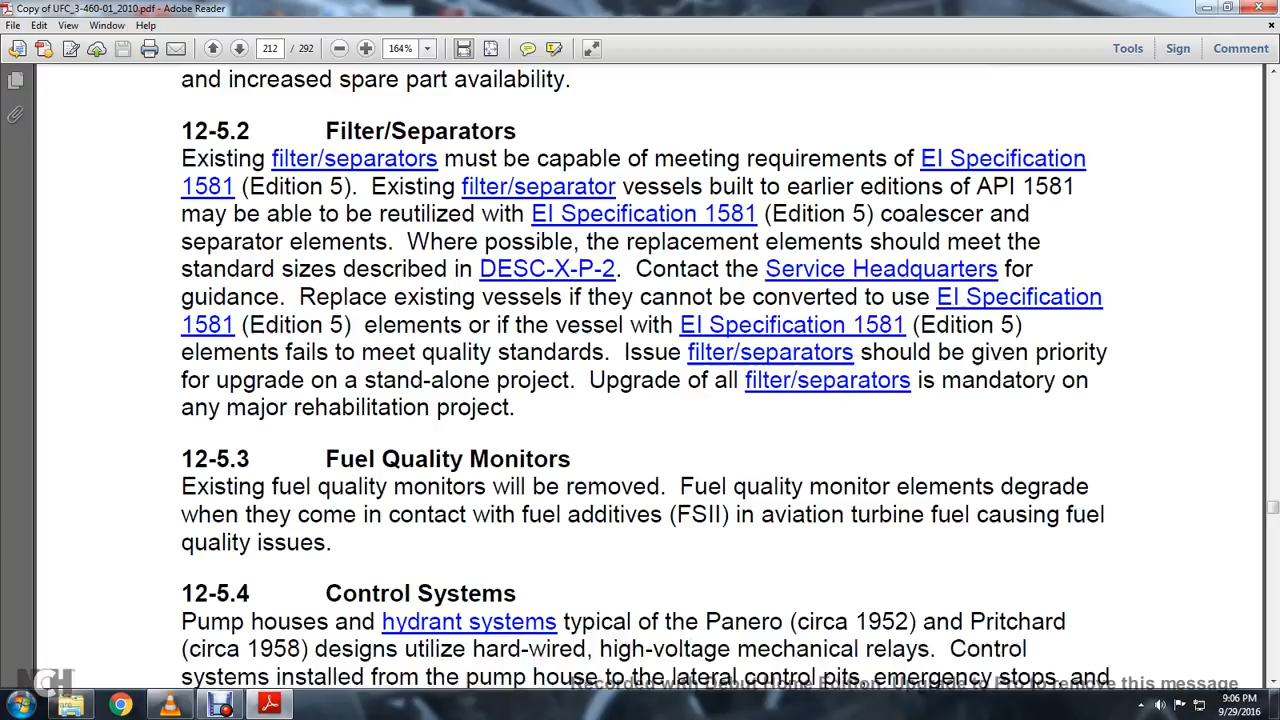 Copy of UFC_3-460-01_2010.pdf - Adobe Reader
File Edit View Window Help
212 / 292 164% Tools Sign Comment
and increased spare part availability.
12-5.2 Filter/Separators
Existing filter/separators must be capable of meeting requirements of EI Specification
1581 (Edition 5). Existing filter/separator vessels built to earlier editions of API 1581
may be able to be reutilized with EI Specification 1581 (Edition 5) coalescer and
separator elements. Where possible, the replacement elements should meet the
standard sizes described in DESC-X-P-2. Contact the Service Headquarters for
guidance. Replace existing vessels if they cannot be converted to use EI Specification
1581 (Edition 5) elements or if the vessel with EI Specification 1581 (Edition 5)
elements fails to meet quality standards. Issue filter/separators should be given priority
for upgrade on a stand-alone project. Upgrade of all filter/separators is mandatory on
any major rehabilitation project.
12-5.3 Fuel Quality Monitors
Existing fuel quality monitors will be removed. Fuel quality monitor elements degrade
when they come in contact with fuel additives (FSII) in aviation turbine fuel causing fuel
quality issues.
12-5.4 Control Systems
Pump houses and hydrant systems typical of the Panero (circa 1952) and Pritchard
(circa 1958) designs utilize hard-wired, high-voltage mechanical relays. Control
systems installed from the pump house to the lateral control pits, emergency stops, and
Recorded with Debut Home Edition. Upgrade to Pro to remove this message
NCH
9:06 PM
9/29/2016